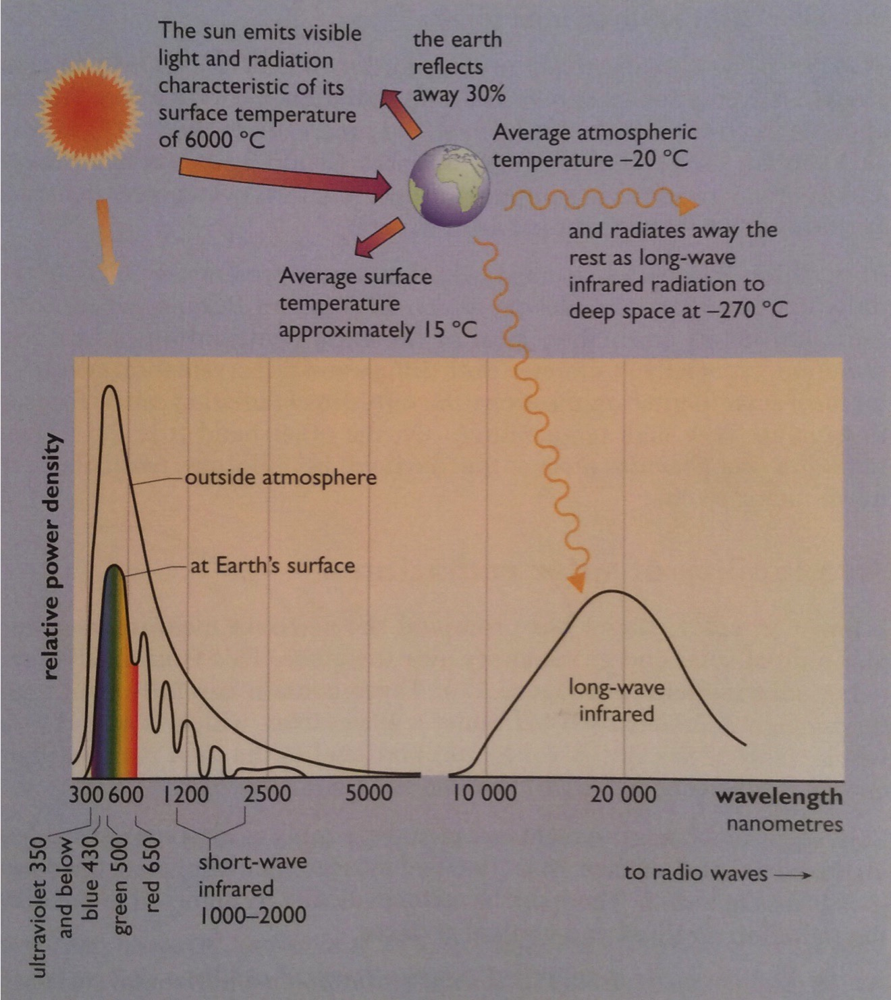 The sun emits visible
light and radiation
characteristic of its
surface temperature
of 6000 °C
the earth
reflects
away 30%
Average atmospheric
temperature –20 °C
and radiates away the
rest as long-wave
infrared radiation to
deep space at –270 °C
Average surface
temperature
approximately 15 °C
relative power density
outside atmosphere
at Earth's surface
long-wave
infrared
300 600 1200 2500 5000 10 000 20 000 wavelength
nanometres
ultraviolet 350
and below
blue 430
green 500
red 650
short-wave
infrared
1000–2000
to radio waves